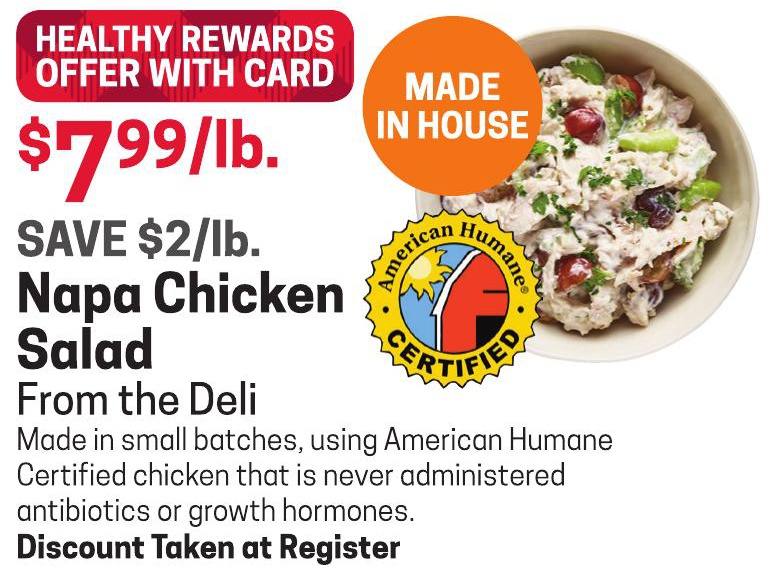 HEALTHY REWARDS
OFFER WITH CARD
$7.99/lb.
SAVE $2/lb.
MADE
IN HOUSE
American Humane®
CERTIFIED
Napa Chicken
Salad
From the Deli
Made in small batches, using American Humane
Certified chicken that is never administered
antibiotics or growth hormones.
Discount Taken at Register